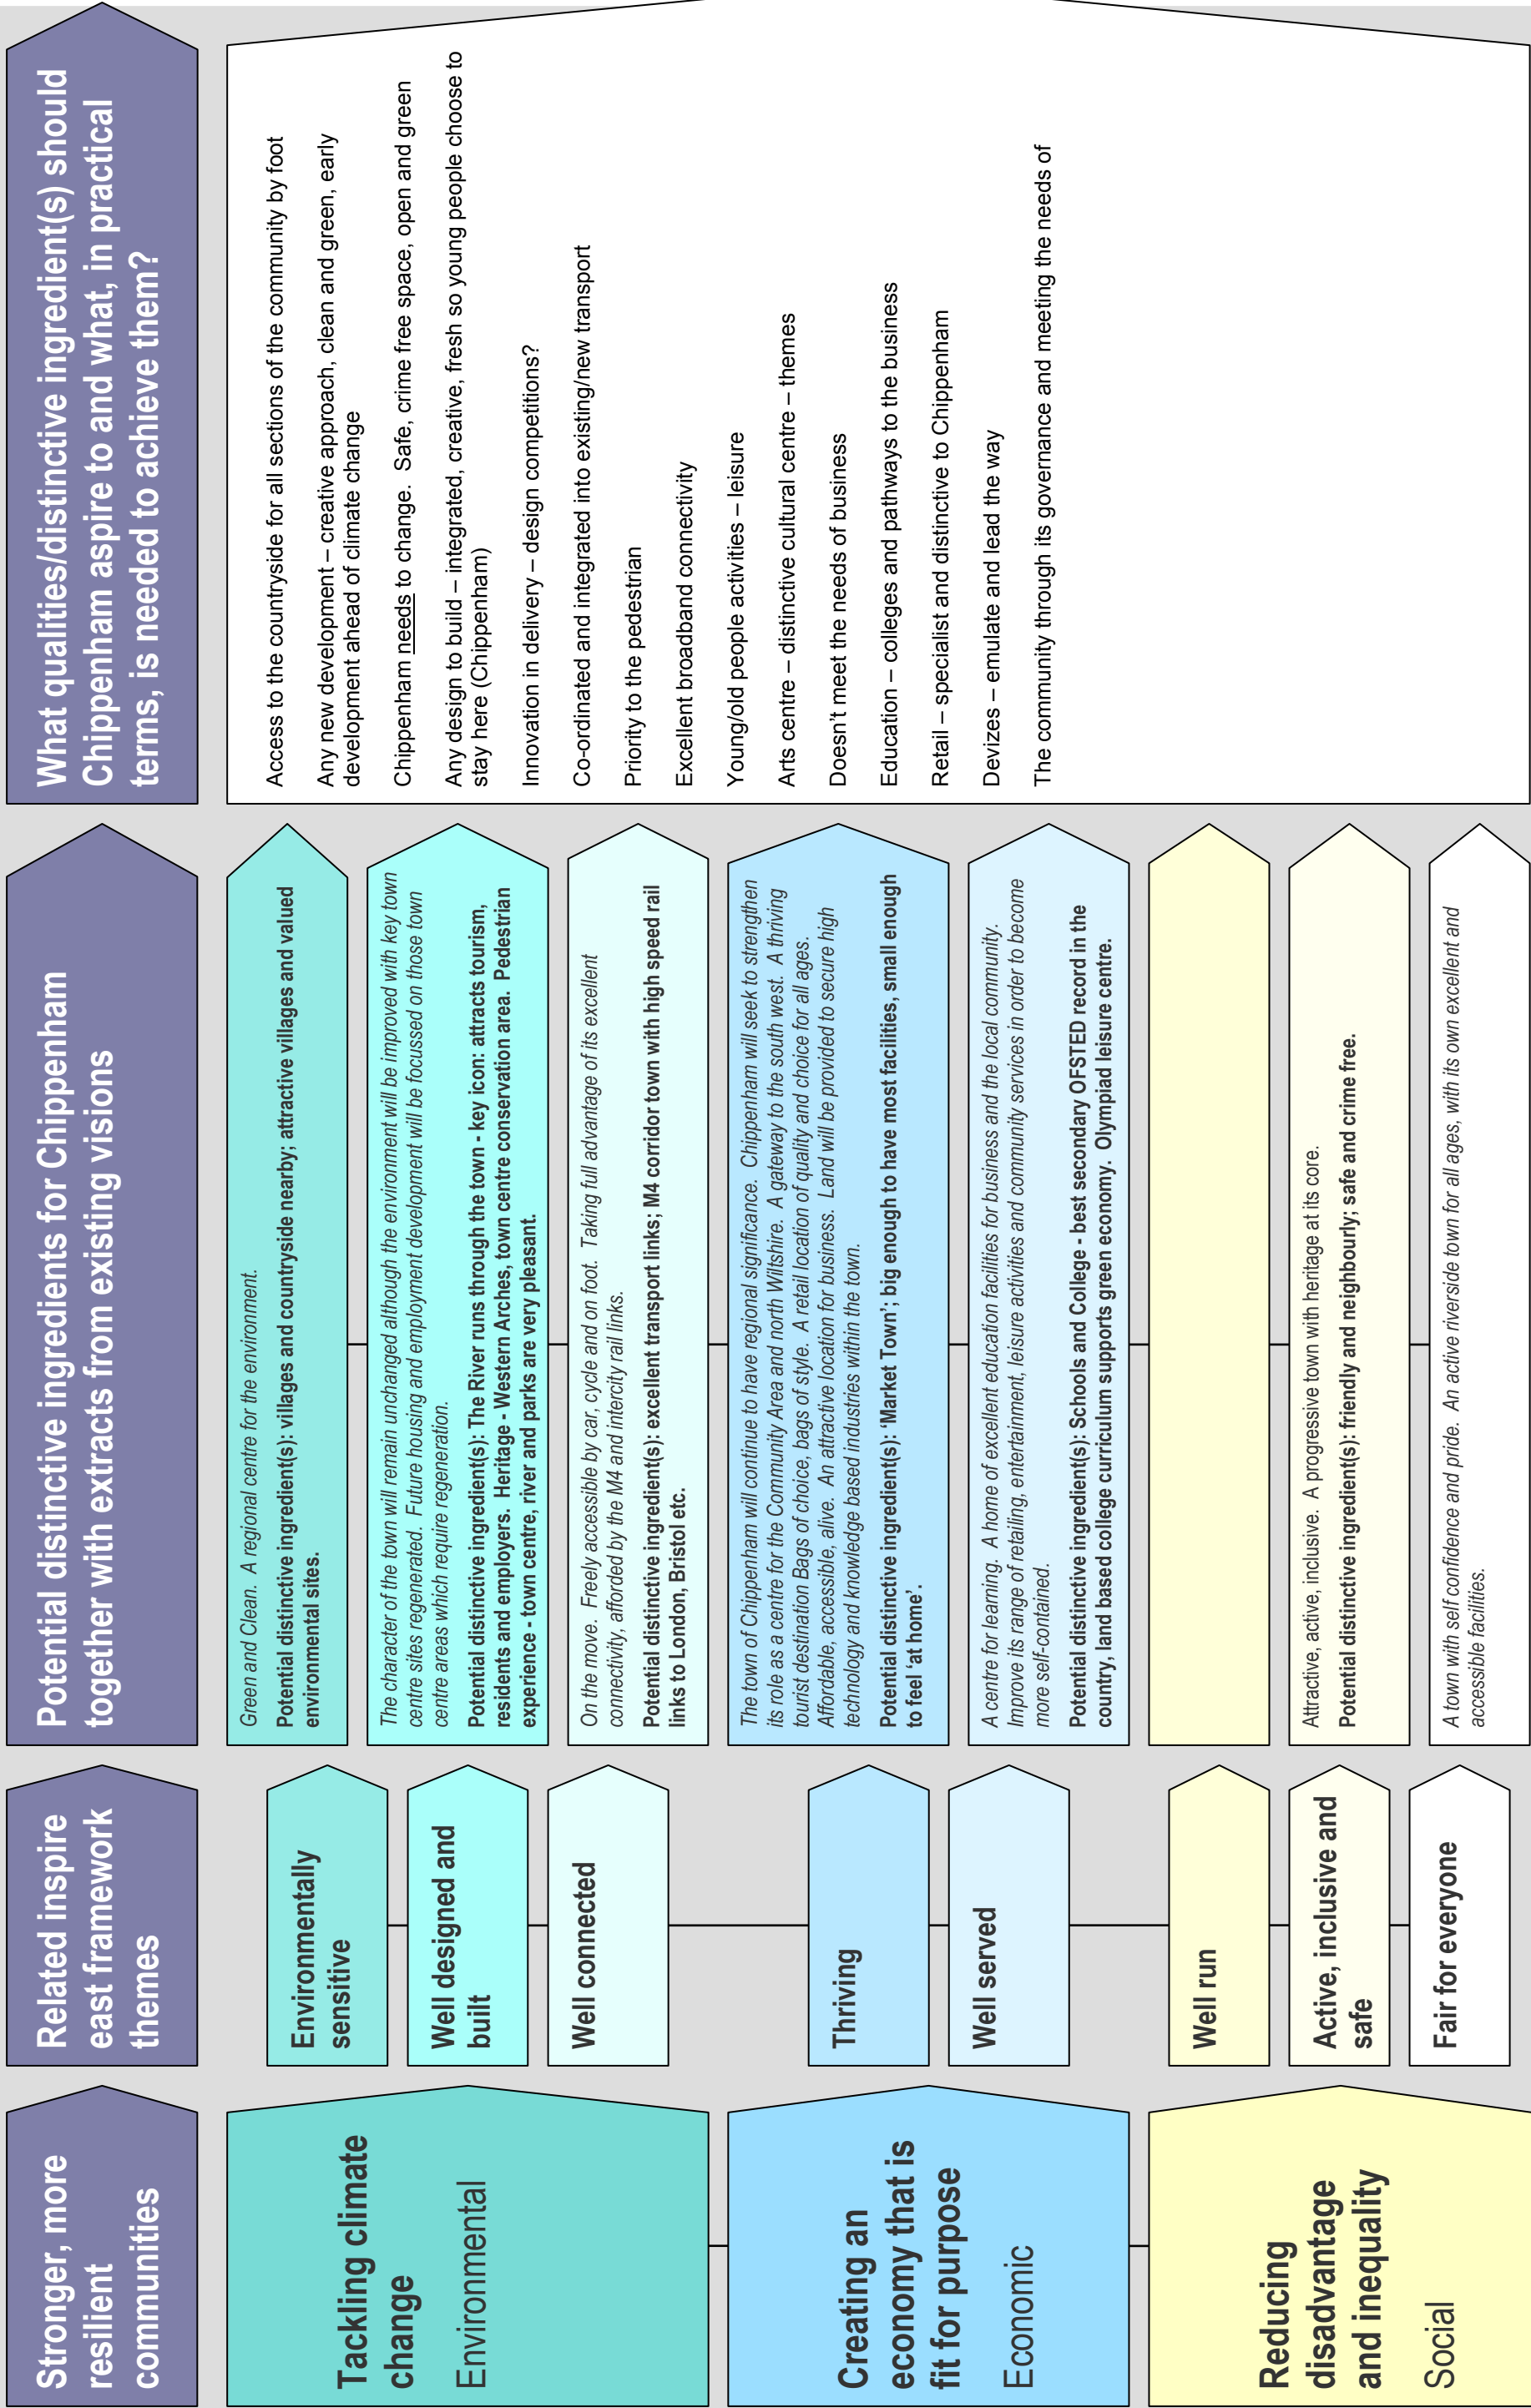 Stronger, more
resilient
communities
Related inspire
east framework
themes
Potential distinctive ingredients for Chippenham
together with extracts from existing visions
What qualities/distinctive ingredient(s) should
Chippenham aspire to and what, in practical
terms, is needed to achieve them?
Tackling climate
change
Environmental
Creating an
economy that is
fit for purpose
Economic
Reducing
disadvantage
and inequality
Social
Environmentally
sensitive
Well designed and
built
Well connected
Thriving
Well served
Well run
Active, inclusive and
safe
Fair for everyone
Green and Clean. A regional centre for the environment.
Potential distinctive ingredient(s): villages and countryside nearby; attractive villages and valued
environmental sites.
The character of the town will remain unchanged although the environment will be improved with key town
centre sites regenerated. Future housing and employment development will be focussed on those town
centre areas which require regeneration.
Potential distinctive ingredient(s): The River runs through the town - key icon: attracts tourism,
residents and employers. Heritage - Western Arches, town centre conservation area. Pedestrian
experience - town centre, river and parks are very pleasant.
On the move. Freely accessible by car, cycle and on foot. Taking full advantage of its excellent
connectivity, afforded by the M4 and intercity rail links.
Potential distinctive ingredient(s): excellent transport links; M4 corridor town with high speed rail
links to London, Bristol etc.
The town of Chippenham will continue to have regional significance. Chippenham will seek to strengthen
its role as a centre for the Community Area and north Wiltshire. A gateway to the south west. A thriving
tourist destination Bags of choice, bags of style. A retail location of quality and choice for all ages.
Affordable, accessible, alive. An attractive location for business. Land will be provided to secure high
technology and knowledge based industries within the town.
Potential distinctive ingredient(s): 'Market Town'; big enough to have most facilities, small enough
to feel 'at home'.
A centre for learning. A home of excellent education facilities for business and the local community.
Improve its range of retailing, entertainment, leisure activities and community services in order to become
more self-contained.
Potential distinctive ingredient(s): Schools and College - best secondary OFSTED record in the
country, land based college curriculum supports green economy. Olympiad leisure centre.
Attractive, active, inclusive. A progressive town with heritage at its core.
Potential distinctive ingredient(s): friendly and neighbourly; safe and crime free.
A town with self confidence and pride. An active riverside town for all ages, with its own excellent and
accessible facilities.
Access to the countryside for all sections of the community by foot
Any new development – creative approach, clean and green, early
development ahead of climate change
Chippenham needs to change. Safe, crime free space, open and green
Any design to build – integrated, creative, fresh so young people choose to
stay here (Chippenham)
Innovation in delivery – design competitions?
Co-ordinated and integrated into existing/new transport
Priority to the pedestrian
Excellent broadband connectivity
Young/old people activities – leisure
Arts centre – distinctive cultural centre – themes
Doesn't meet the needs of business
Education – colleges and pathways to the business
Retail – specialist and distinctive to Chippenham
Devizes – emulate and lead the way
The community through its governance and meeting the needs of